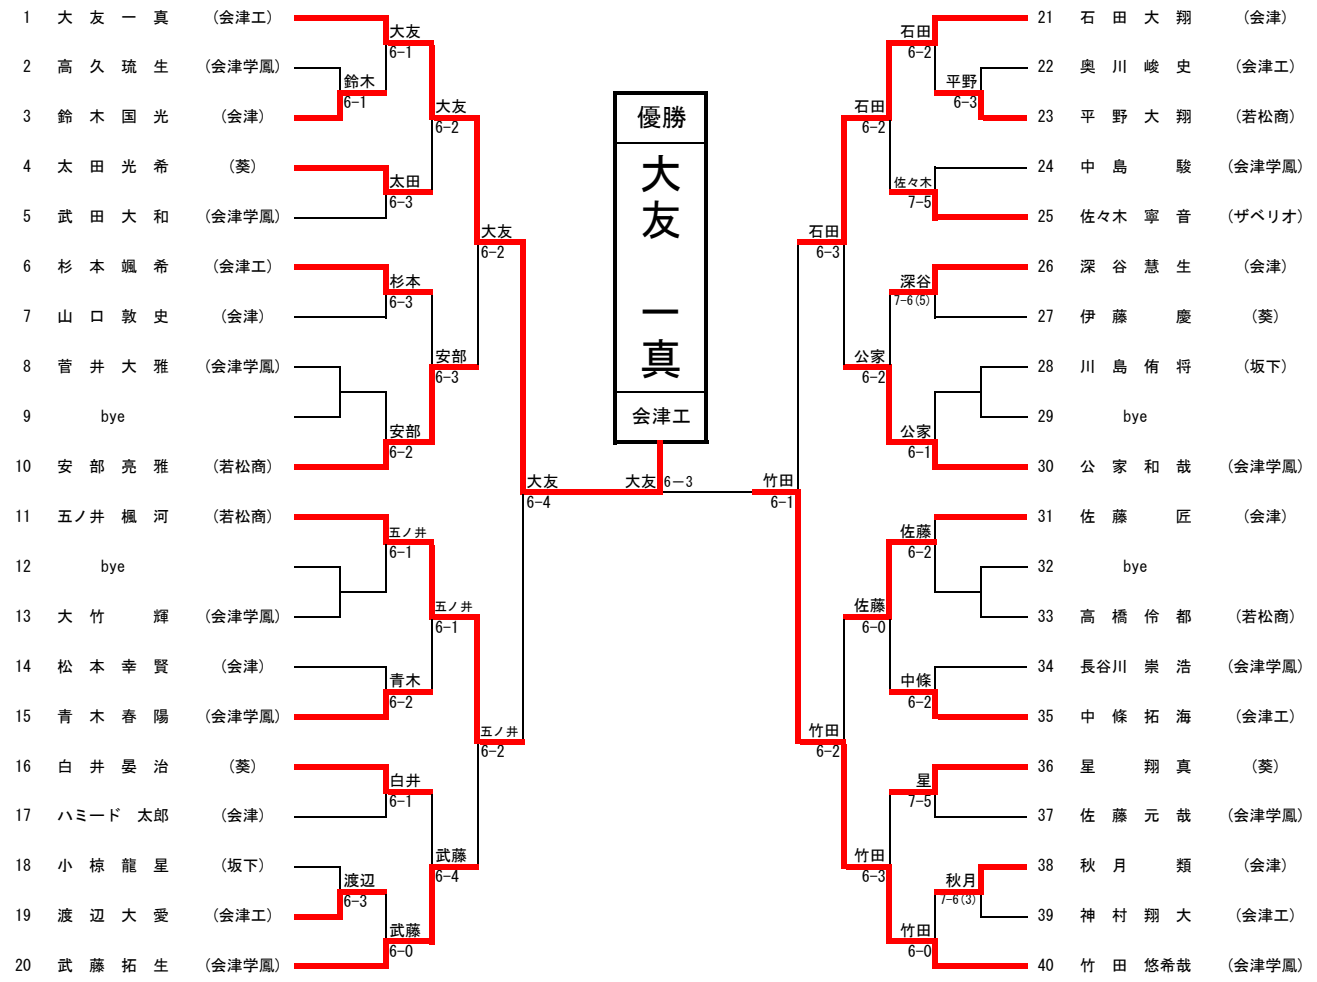 1 大友一真 （会津工）
2 高久琉生 （会津学鳳）
3 鈴木国光 （会津）
4 太田光希 （葵）
5 武田大和 （会津学鳳）
6 杉本颯希 （会津工）
7 山口敦史 （会津）
8 菅井大雅 （会津学鳳）
9 bye
10 安部亮雅 （若松商）
11 五ノ井楓河 （若松商）
12 bye
13 大竹 輝 （会津学鳳）
14 松本幸賢 （会津）
15 青木春陽 （会津学鳳）
16 白井晏治 （葵）
17 ハミード 太郎 （会津）
18 小椋龍星 （坂下）
19 渡辺大愛 （会津工）
20 武藤拓生 （会津学鳳）
鈴木
6-1
渡辺
6-3
大友
6-1
太田
6-3
杉本
6-3
安部
6-2
五ノ井
6-1
青木
6-2
白井
6-1
武藤
6-0
大友
6-2
安部
6-3
五ノ井
6-1
武藤
6-4
大友
6-2
五ノ井
6-2
大友
6-4
優勝
大友 一真
会津工
大友 6－3
竹田
6-1
石田
6-3
竹田
6-2
石田
6-2
公家
6-2
佐藤
6-0
竹田
6-3
石田
6-2
佐々木
7-5
深谷
7-6(5)
公家
6-1
佐藤
6-2
中條
6-2
星
7-5
竹田
6-0
平野
6-3
秋月
7-6(3)
21 石田大翔 （会津）
22 奥川峻史 （会津工）
23 平野大翔 （若松商）
24 中島 駿 （会津学鳳）
25 佐々木寧音 （ザベリオ）
26 深谷慧生 （会津）
27 伊藤 慶 （葵）
28 川島侑将 （坂下）
29 bye
30 公家和哉 （会津学鳳）
31 佐藤 匠 （会津）
32 bye
33 高橋伶都 （若松商）
34 長谷川崇浩 （会津学鳳）
35 中條拓海 （会津工）
36 星 翔真 （葵）
37 佐藤元哉 （会津学鳳）
38 秋月 類 （会津）
39 神村翔大 （会津工）
40 竹田悠希哉 （会津学鳳）